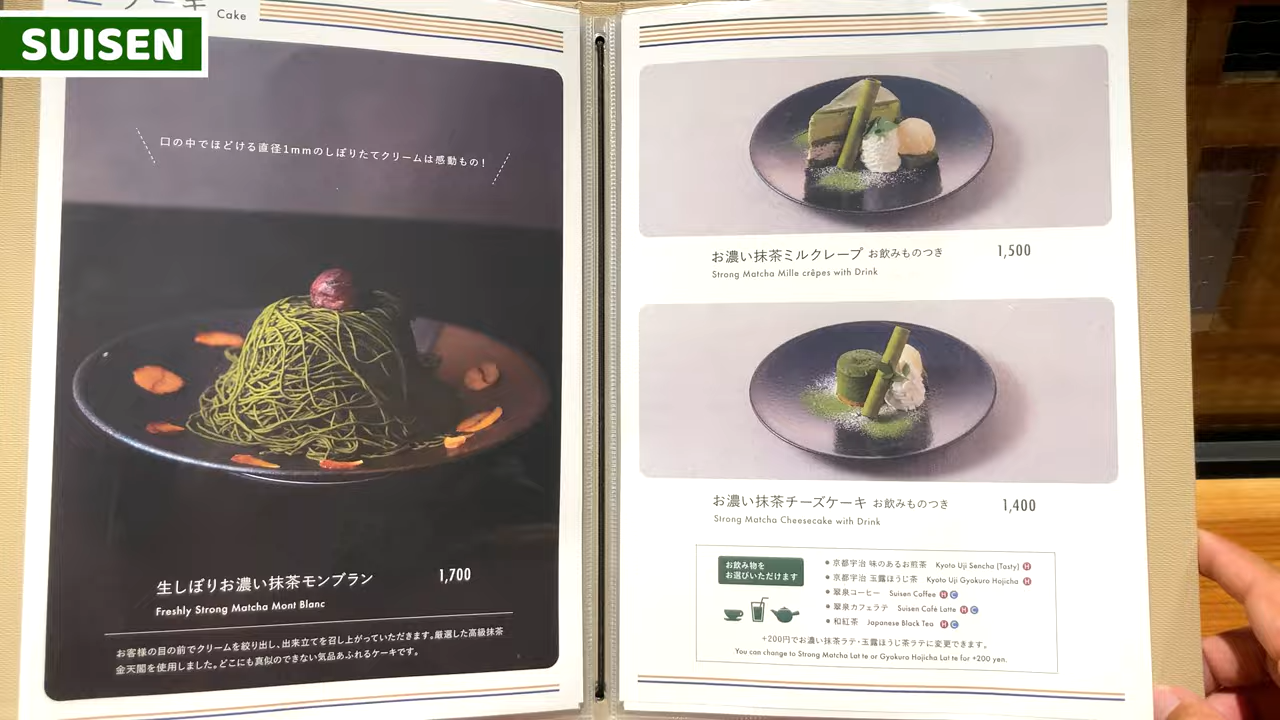 SUISEN
ケーキ Cake
口の中でほどける直径1mmのしぼりたてクリームは感動もの！
生しぼりお濃い抹茶モンブラン 1,700
Freshly Strong Matcha Mont Blanc
お客様の目の前でクリームを絞り出し、出来立てを召し上がっていただきます。厳選した高級抹茶
金天閣を使用しました。どこにも真似のできない気品あふれるケーキです。
お濃い抹茶ミルクレープ お飲みものつき 1,500
Strong Matcha Mille crêpes with Drink
お濃い抹茶チーズケーキ お飲みものつき 1,400
Strong Matcha Cheesecake with Drink
お飲み物を
お選びいただけます
• 京都宇治 味のあるお煎茶 Kyoto Uji Sencha [Tasty] H
• 京都宇治 玉露ほうじ茶 Kyoto Uji Gyokuro Hojicha H
• 翠泉コーヒー Suisen Coffee H C
• 翠泉カフェラテ Suisen Café Latte H C
• 和紅茶 Japanese Black Tea H C
+200円でお濃い抹茶ラテ・玉露ほうじ茶ラテに変更できます。
You can change to Strong Matcha Latte or Gyokuro Hojicha Latte for +200 yen.